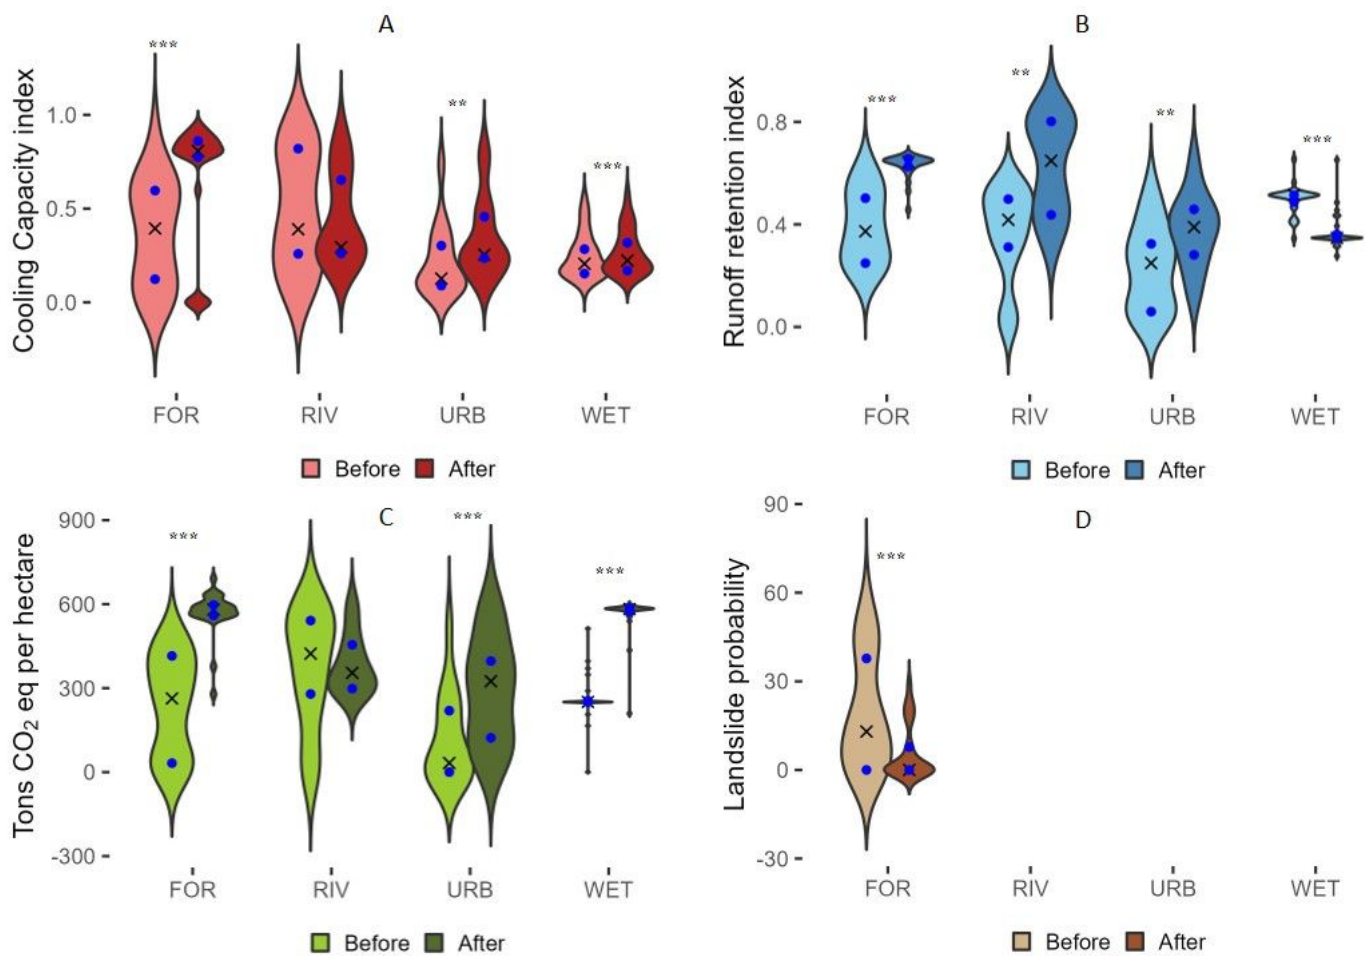 A
Cooling Capacity index
1.0
0.5
0.0
***
**
***
FOR RIV URB WET
Before After
B
Runoff retention index
0.8
0.4
0.0
***
**
**
***
FOR RIV URB WET
Before After
C
Tons CO₂ eq per hectare
900
600
300
0
-300
***
***
***
FOR RIV URB WET
Before After
D
Landslide probability
90
60
30
0
-30
***
FOR RIV URB WET
Before After